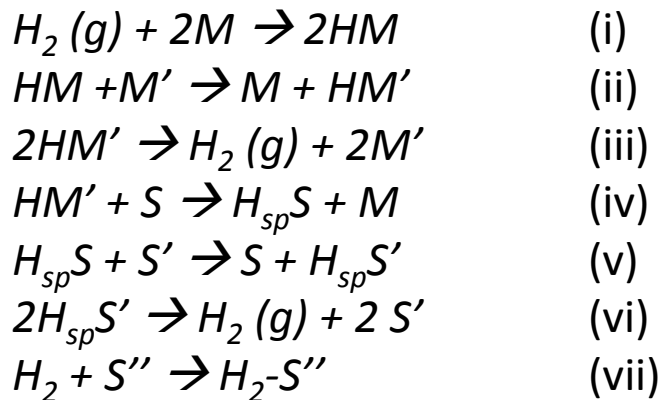 H₂ (g) + 2M → 2HM (i)
HM +M’ → M + HM’ (ii)
2HM’ → H₂ (g) + 2M’ (iii)
HM’ + S → HₛₚS + M (iv)
HₛₚS + S’ → S + HₛₚS’ (v)
2HₛₚS’ → H₂ (g) + 2 S’ (vi)
H₂ + S’’ → H₂-S’’ (vii)